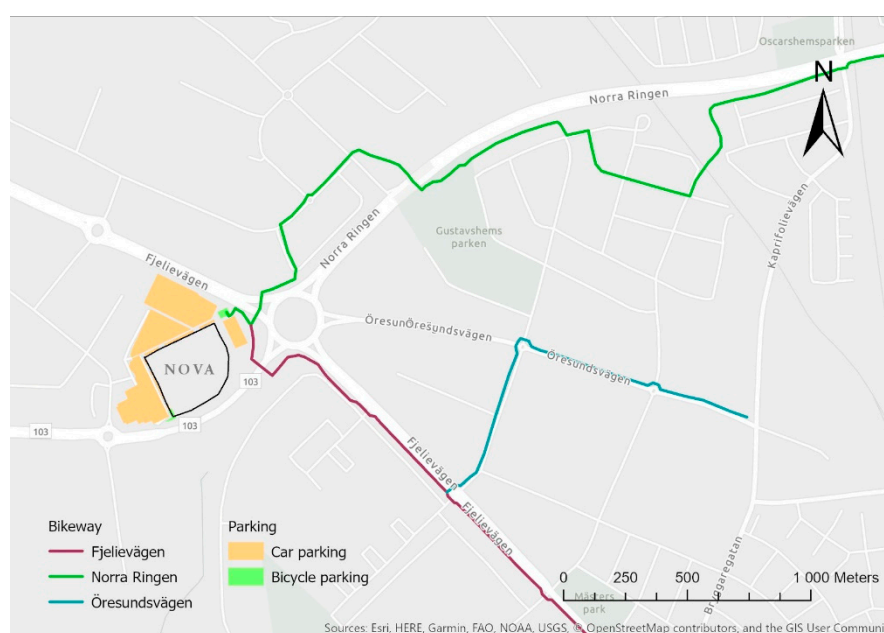 Oscarshemsparken
N
Norra Ringen
Gustavshems
parken
Norra Ringen
Kaprifolievägen
Fjelievägen
ÖresunÖresundsvägen
NOVA
Öresundsvägen
103
103
103
Fjelievägen
Fjelievägen
Bryggaregatan
Bikeway
Fjelievägen
Norra Ringen
Öresundsvägen
Parking
Car parking
Bicycle parking
0 250 500 1 000 Meters
Mästers
park
Sources: Esri, HERE, Garmin, FAO, NOAA, USGS, © OpenStreetMap contributors, and the GIS User Communi